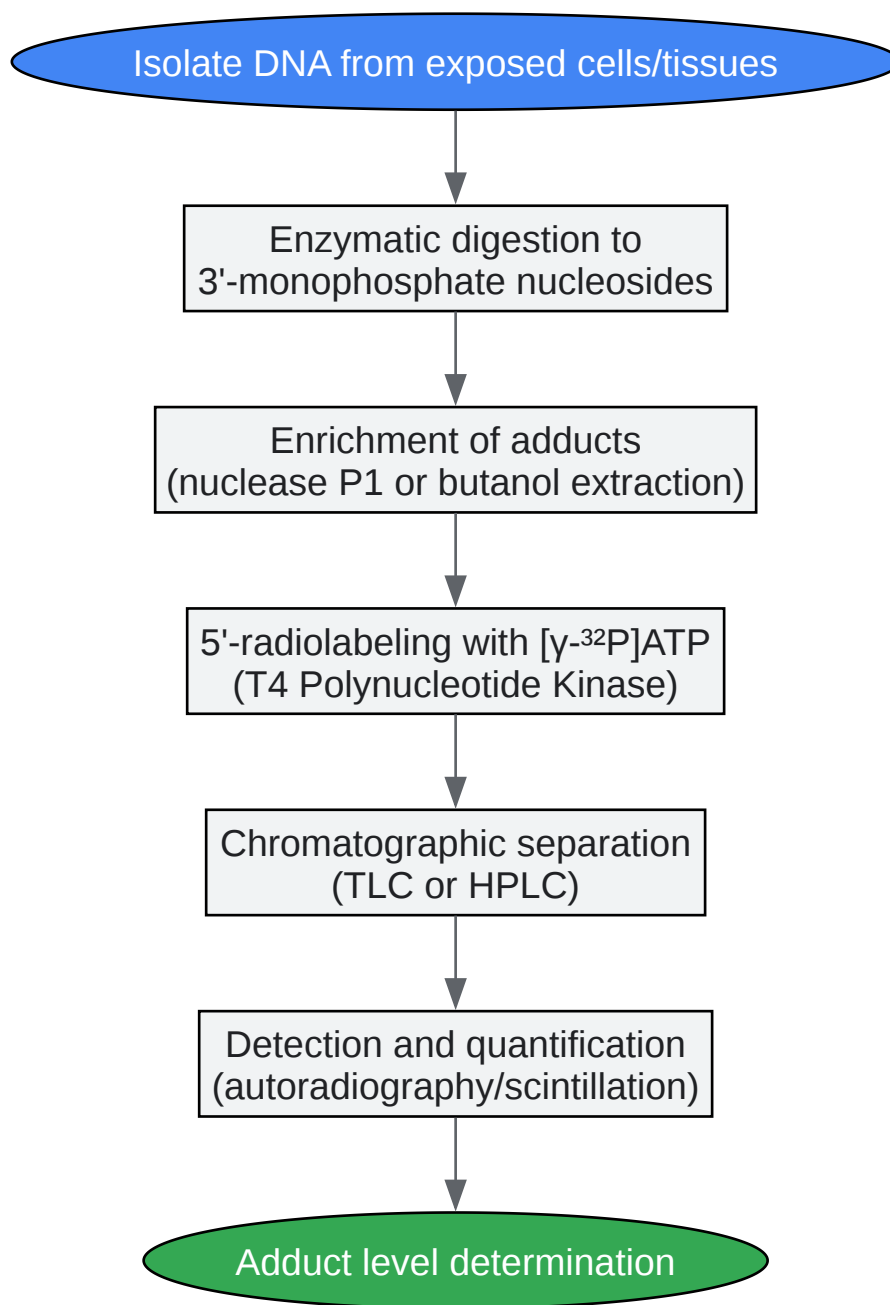 Isolate DNA from exposed cells/tissues
Enzymatic digestion to
3'-monophosphate nucleosides
Enrichment of adducts
(nuclease P1 or butanol extraction)
5'-radiolabeling with [γ-³²P]ATP
(T4 Polynucleotide Kinase)
Chromatographic separation
(TLC or HPLC)
Detection and quantification
(autoradiography/scintillation)
Adduct level determination